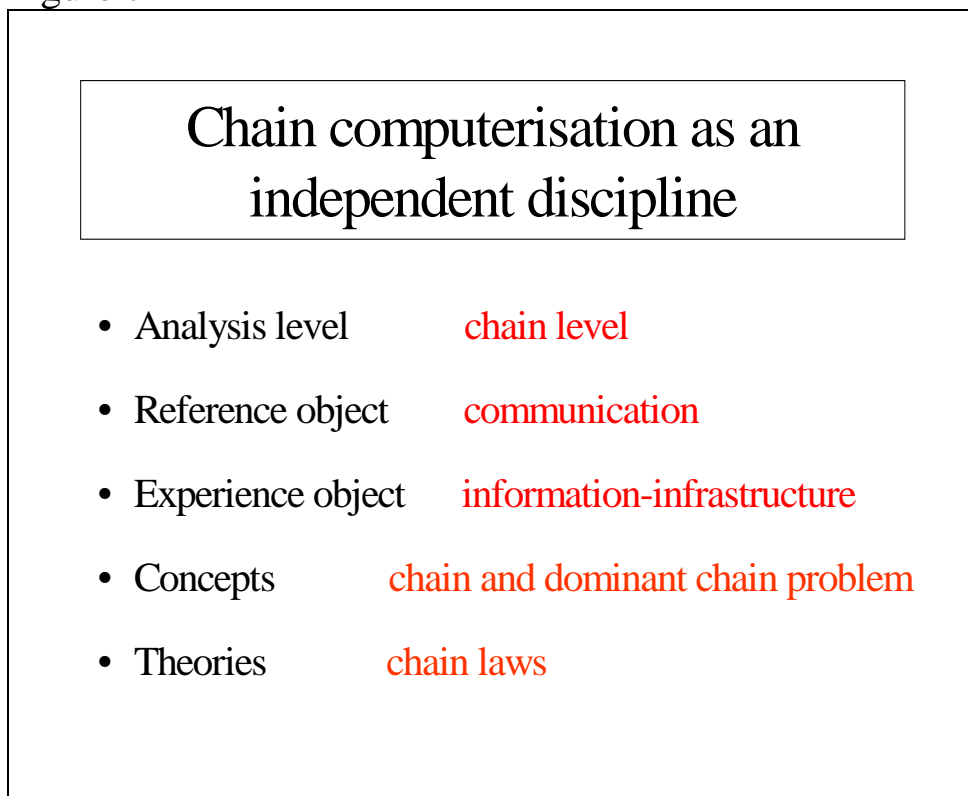 Chain computerisation as an
independent discipline
• Analysis level chain level
• Reference object communication
• Experience object information-infrastructure
• Concepts chain and dominant chain problem
• Theories chain laws